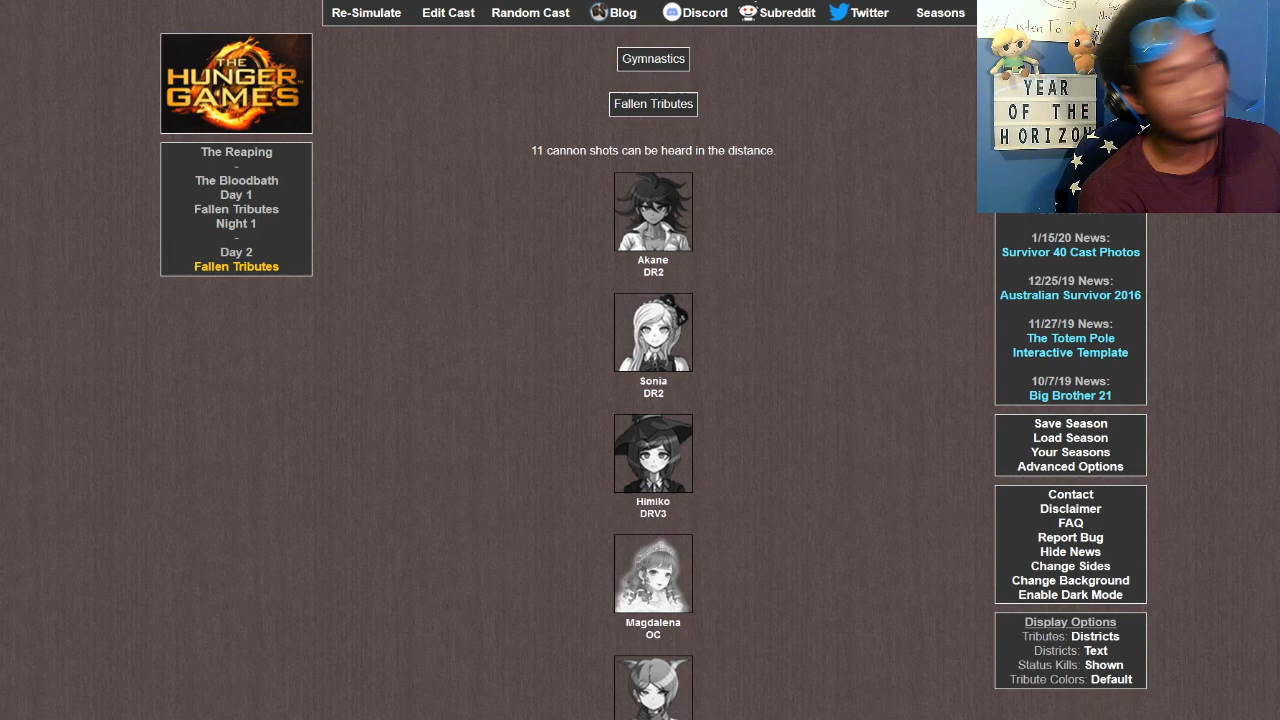 Re-Simulate Edit Cast Random Cast Blog Discord Subreddit Twitter Seasons
THE
HUNGER
GAMES
The Reaping
-
The Bloodbath
Day 1
Fallen Tributes
Night 1
-
Day 2
Fallen Tributes
Gymnastics
Fallen Tributes
11 cannon shots can be heard in the distance.
Akane
DR2
Sonia
DR2
Himiko
DRV3
Magdalena
OC
YEAR
OF THE
HORIZON
1/15/20 News:
Survivor 40 Cast Photos
12/25/19 News:
Australian Survivor 2016
11/27/19 News:
The Totem Pole
Interactive Template
10/7/19 News:
Big Brother 21
Save Season
Load Season
Your Seasons
Advanced Options
Contact
Disclaimer
FAQ
Report Bug
Hide News
Change Sides
Change Background
Enable Dark Mode
Display Options
Tributes: Districts
Districts: Text
Status Kills: Shown
Tribute Colors: Default